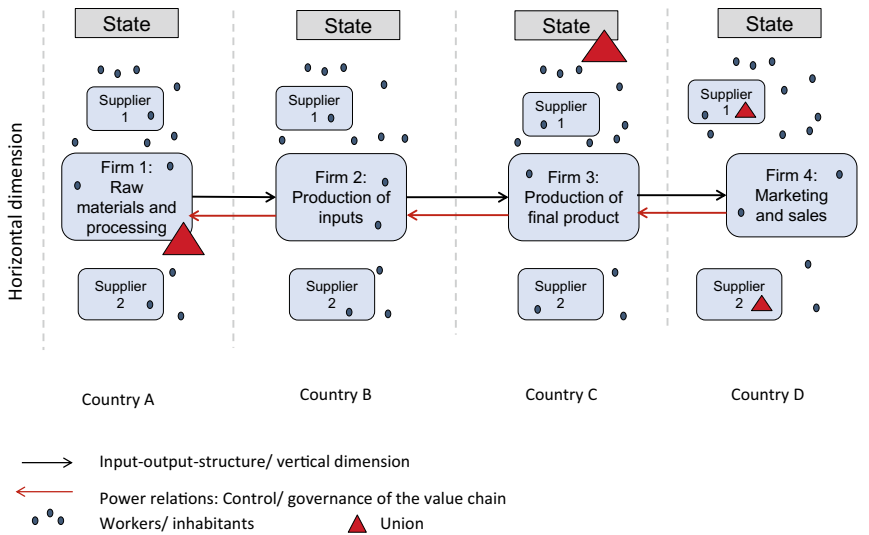 State
State
State
State
Supplier
1
Supplier
1
Supplier
1
Supplier
1
Horizontal dimension
Firm 1:
Raw
materials and
processing
Firm 2:
Production of
inputs
Firm 3:
Production of
final product
Firm 4:
Marketing
and sales
Supplier
2
Supplier
2
Supplier
2
Supplier
2
Country A
Country B
Country C
Country D
Input-output-structure/ vertical dimension
Power relations: Control/ governance of the value chain
Workers/ inhabitants
Union